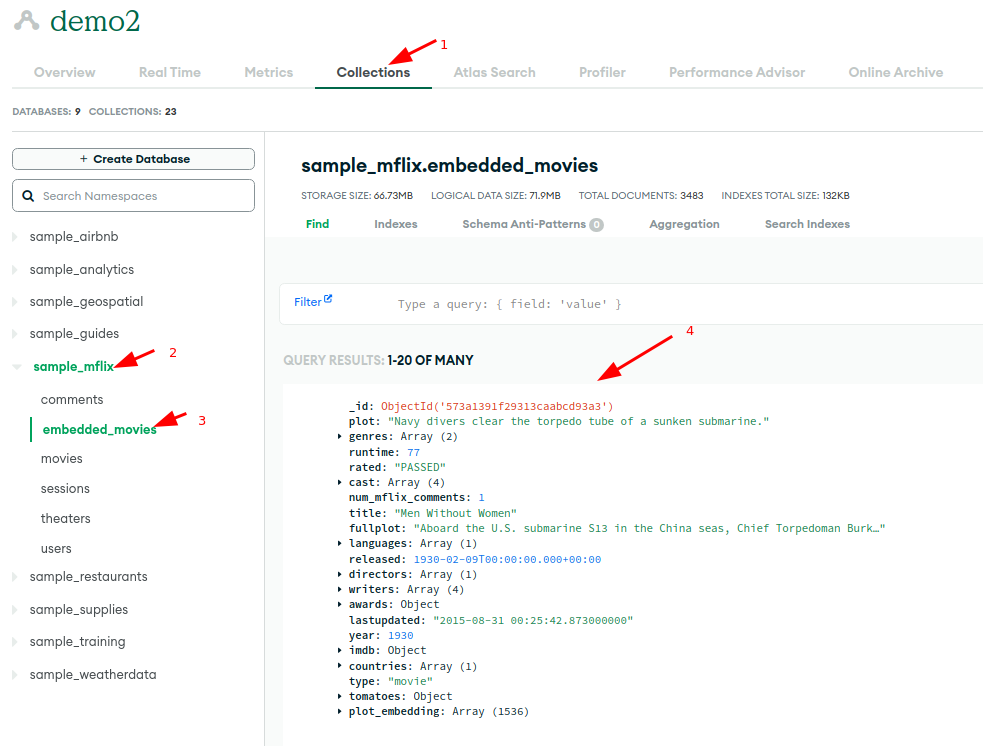 demo2
1
Overview Real Time Metrics Collections Atlas Search Profiler Performance Advisor Online Archive
DATABASES: 9 COLLECTIONS: 23
+ Create Database
Search Namespaces
sample_airbnb
sample_analytics
sample_geospatial
sample_guides
sample_mflix
2
comments
embedded_movies
3
movies
sessions
theaters
users
sample_restaurants
sample_supplies
sample_training
sample_weatherdata
sample_mflix.embedded_movies
STORAGE SIZE: 66.73MB LOGICAL DATA SIZE: 71.9MB TOTAL DOCUMENTS: 3483 INDEXES TOTAL SIZE: 132KB
Find Indexes Schema Anti-Patterns 0 Aggregation Search Indexes
Filter Type a query: { field: 'value' }
4
QUERY RESULTS: 1-20 OF MANY
_id: ObjectId('573a1391f29313caabcd93a3')
plot: "Navy divers clear the torpedo tube of a sunken submarine."
genres: Array (2)
runtime: 77
rated: "PASSED"
cast: Array (4)
num_mflix_comments: 1
title: "Men Without Women"
fullplot: "Aboard the U.S. submarine S13 in the China seas, Chief Torpedoman Burk…"
languages: Array (1)
released: 1930-02-09T00:00:00.000+00:00
directors: Array (1)
writers: Array (4)
awards: Object
lastupdated: "2015-08-31 00:25:42.873000000"
year: 1930
imdb: Object
countries: Array (1)
type: "movie"
tomatoes: Object
plot_embedding: Array (1536)